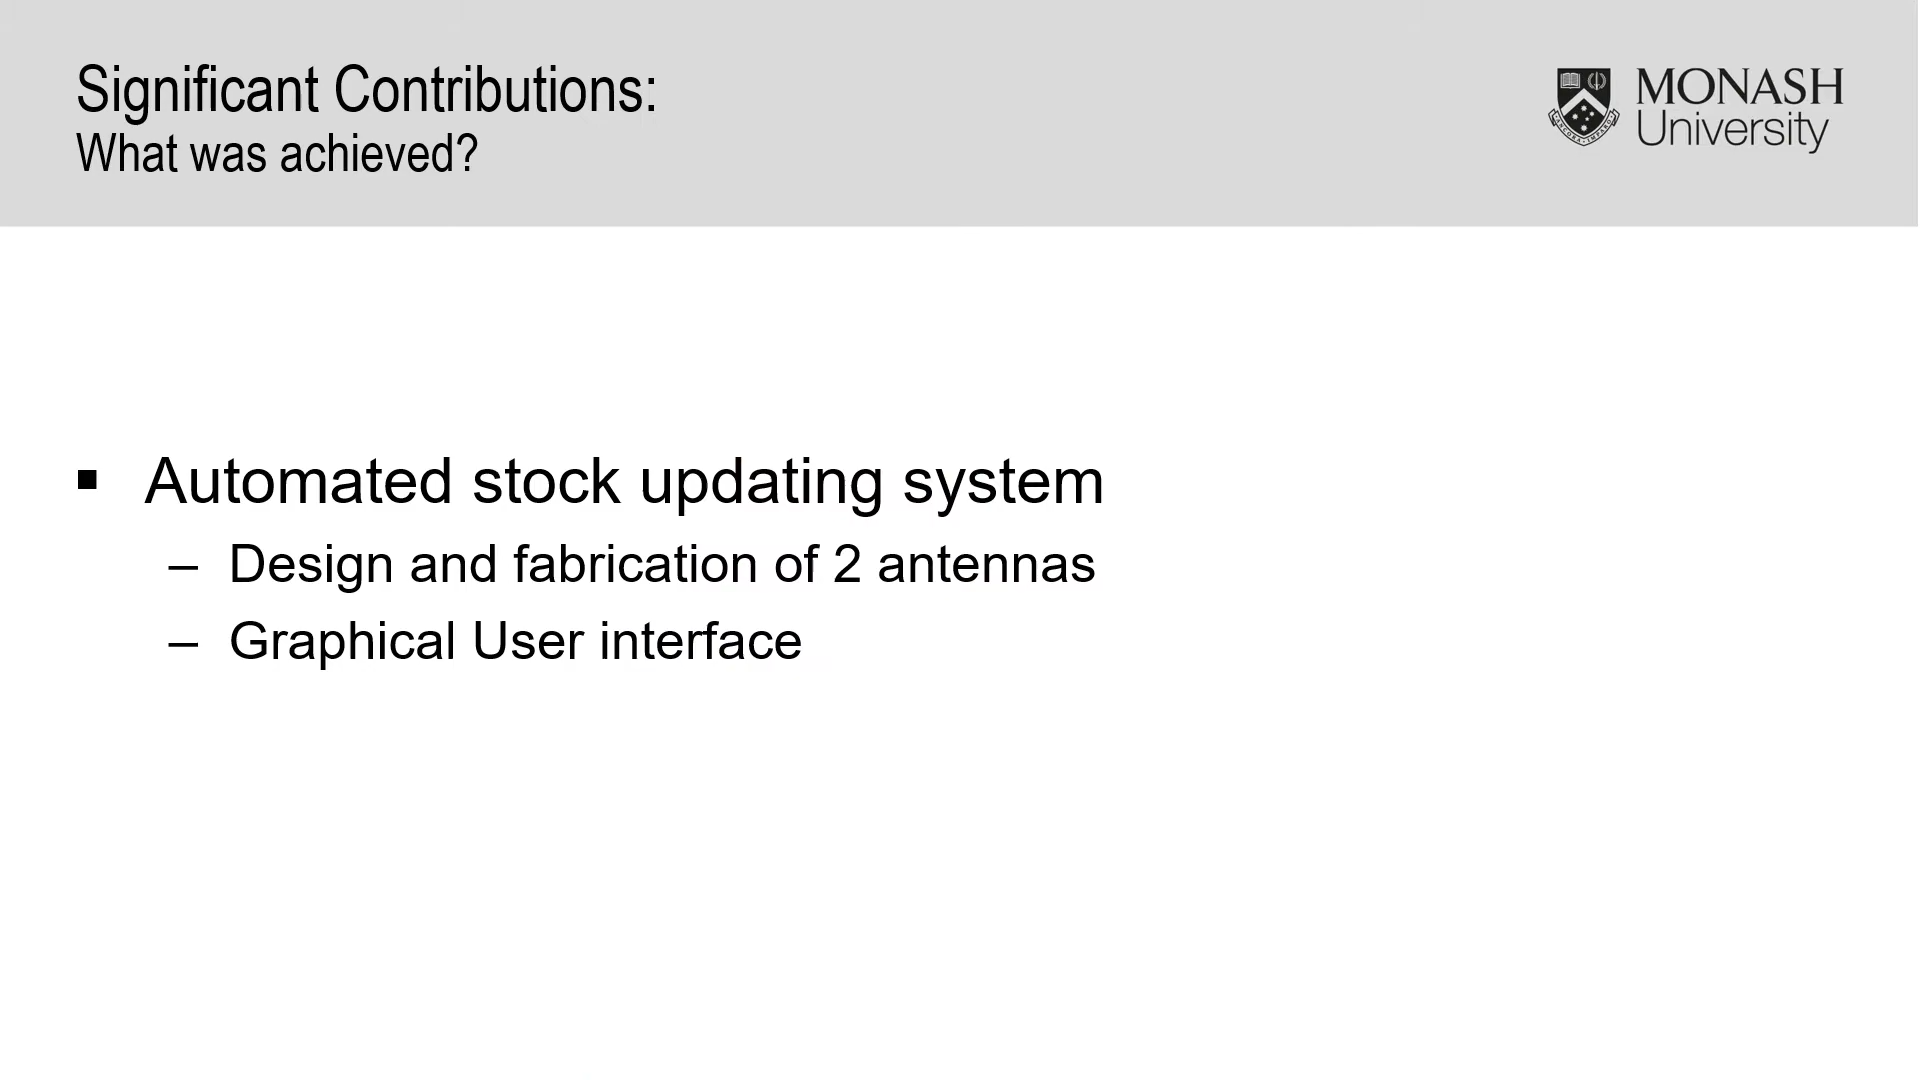 Significant Contributions:
What was achieved?
MONASH
University
▪ Automated stock updating system
– Design and fabrication of 2 antennas
– Graphical User interface